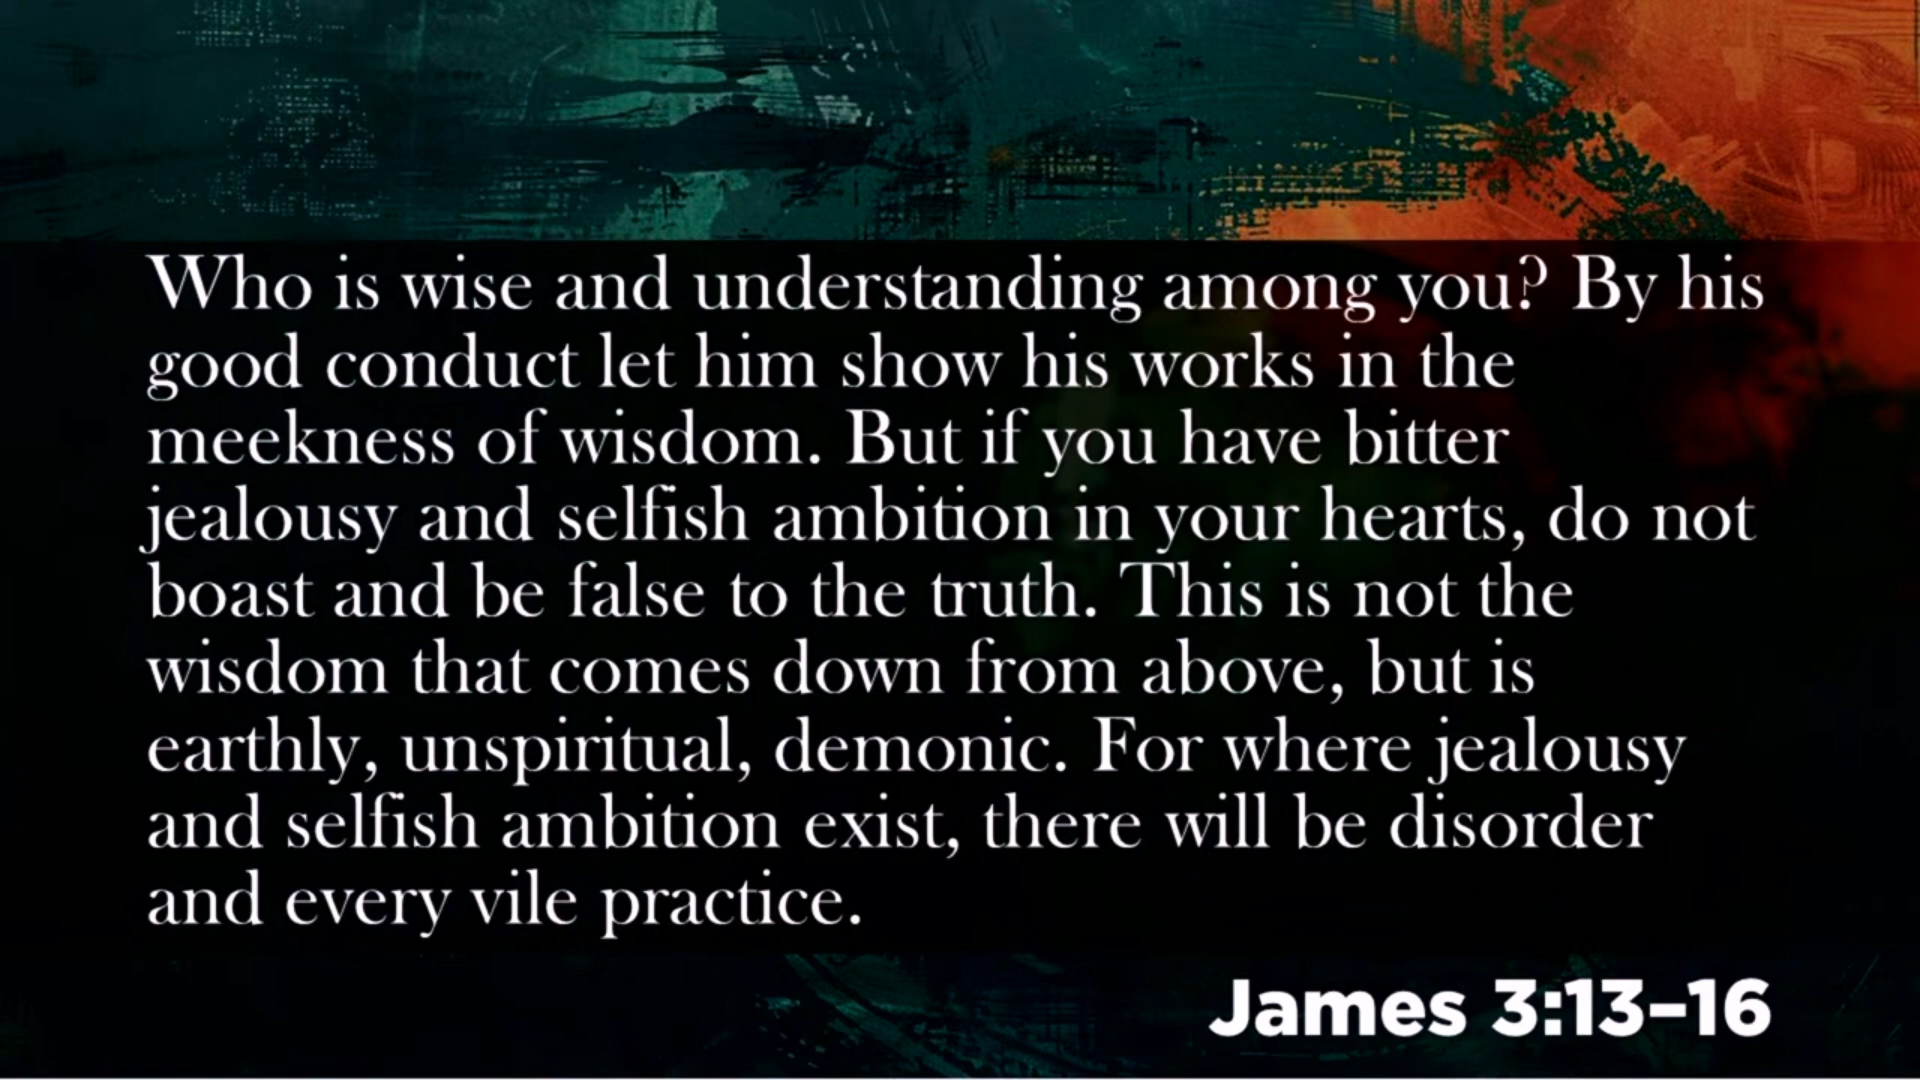 Who is wise and understanding among you? By his
good conduct let him show his works in the
meekness of wisdom. But if you have bitter
jealousy and selfish ambition in your hearts, do not
boast and be false to the truth. This is not the
wisdom that comes down from above, but is
earthly, unspiritual, demonic. For where jealousy
and selfish ambition exist, there will be disorder
and every vile practice.
James 3:13–16